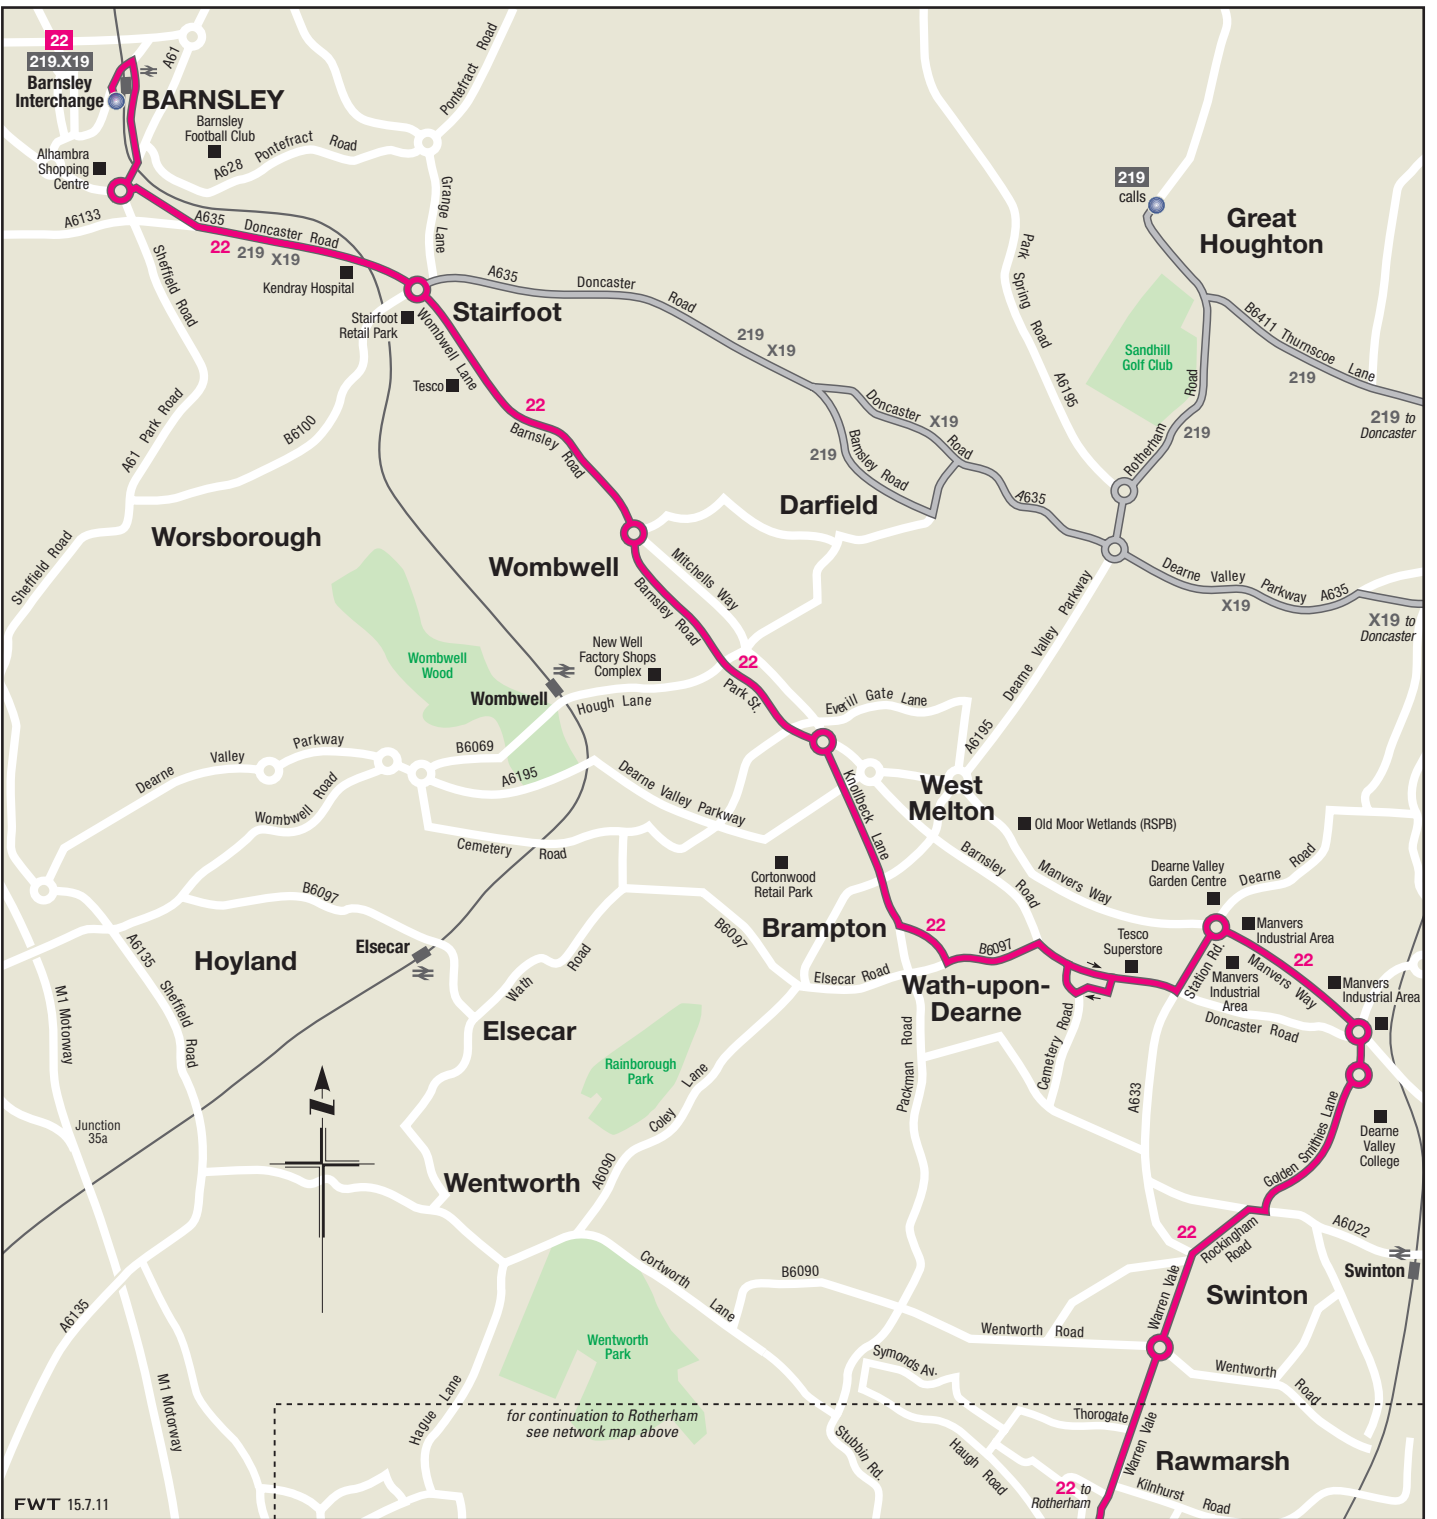 22
219.X19
Barnsley
Interchange
BARNSLEY
A61
Barnsley
Football Club
Alhambra
Shopping
Centre
A628 Pontefract Road
Pontefract Road
Grange Lane
A6133
A635 Doncaster Road
22 219 X19
Sheffield Road
Kendray Hospital
Stairfoot
Retail Park
Stairfoot
A635 Doncaster Road
Wombwell Lane
Tesco
22
Barnsley Road
A61 Park Road
B6100
219
X19
219
calls
Great
Houghton
Park Spring Road
A6195
Sandhill
Golf Club
B6411 Thurnscoe Lane
219
219 to
Doncaster
Rotherham Road
219
Doncaster Road
X19
219
Barnsley Road
A635
Darfield
Worsborough
Sheffield Road
Wombwell
Mitchells Way
Barnsley Road
Dearne Valley Parkway A635
X19
X19 to
Doncaster
Dearne Valley Parkway
A6195
New Well
Factory Shops
Complex
Wombwell
Wood
Wombwell
Hough Lane
22
Park St.
Everill Gate Lane
Dearne Valley Parkway
B6069
A6195
Wombwell Road
Dearne Valley Parkway
Cemetery Road
Knollbeck Lane
West
Melton
Old Moor Wetlands (RSPB)
Barnsley Road
Manvers Way
Dearne Valley
Garden Centre
Dearne Road
Cortonwood
Retail Park
B6097
Brampton
22
B6097
B6097
Tesco
Superstore
Manvers
Industrial Area
22
Station Rd.
Manvers
Industrial
Area
Manvers Way
Manvers
Industrial Area
Elsecar
Hoyland
A6135
Sheffield Road
M1 Motorway
Wath Road
Elsecar Road
Wath-upon-
Dearne
Elsecar
Packman Road
Cemetery Road
Doncaster Road
Rainborough
Park
Coley Lane
A633
Golden Smithies Lane
Dearne
Valley
College
Junction
35a
Wentworth
A6090
22
Rockingham
Road
A6022
Swinton
Swinton
Cortworth Lane
B6090
Warren Vale
A6135
Wentworth Road
Wentworth
Park
Symonds Av.
Wentworth Road
M1 Motorway
Hague Lane
for continuation to Rotherham
see network map above
Stubbin Rd.
Haugh Road
Thorogate
Warren Vale
Rawmarsh
22 to
Rotherham
Kilnhurst Road
FWT 15.7.11